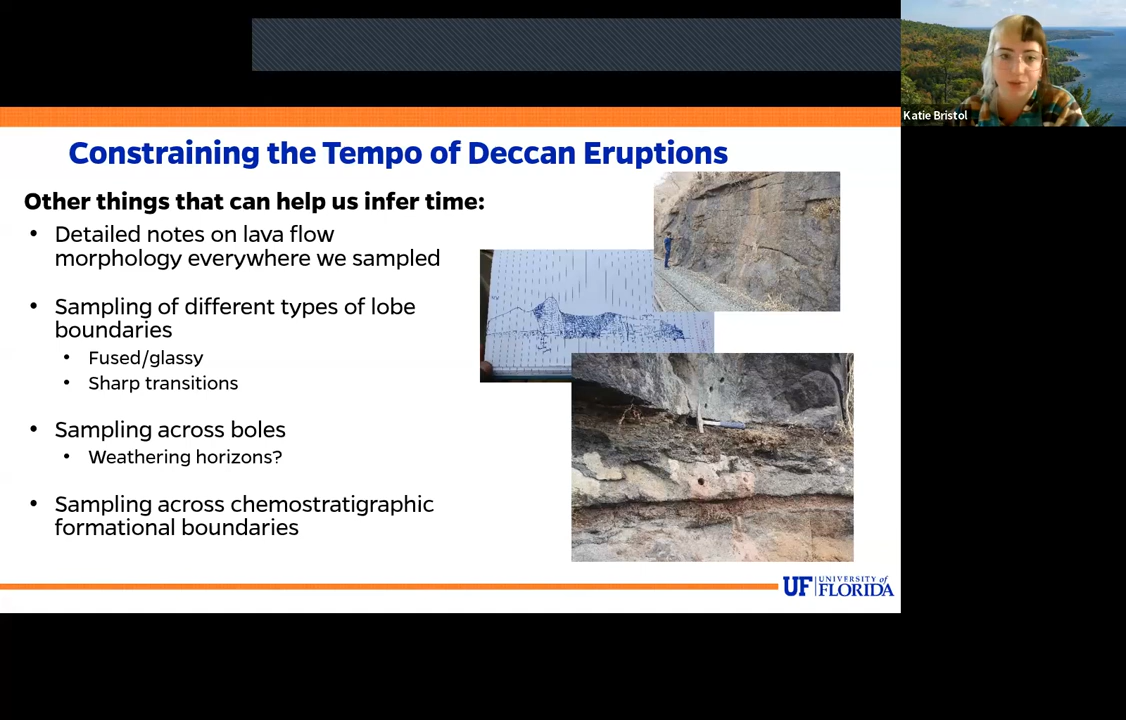 Katie Bristol
Constraining the Tempo of Deccan Eruptions
Other things that can help us infer time:
• Detailed notes on lava flow
morphology everywhere we sampled
• Sampling of different types of lobe
boundaries
• Fused/glassy
• Sharp transitions
• Sampling across boles
• Weathering horizons?
• Sampling across chemostratigraphic
formational boundaries
UF UNIVERSITY of
FLORIDA